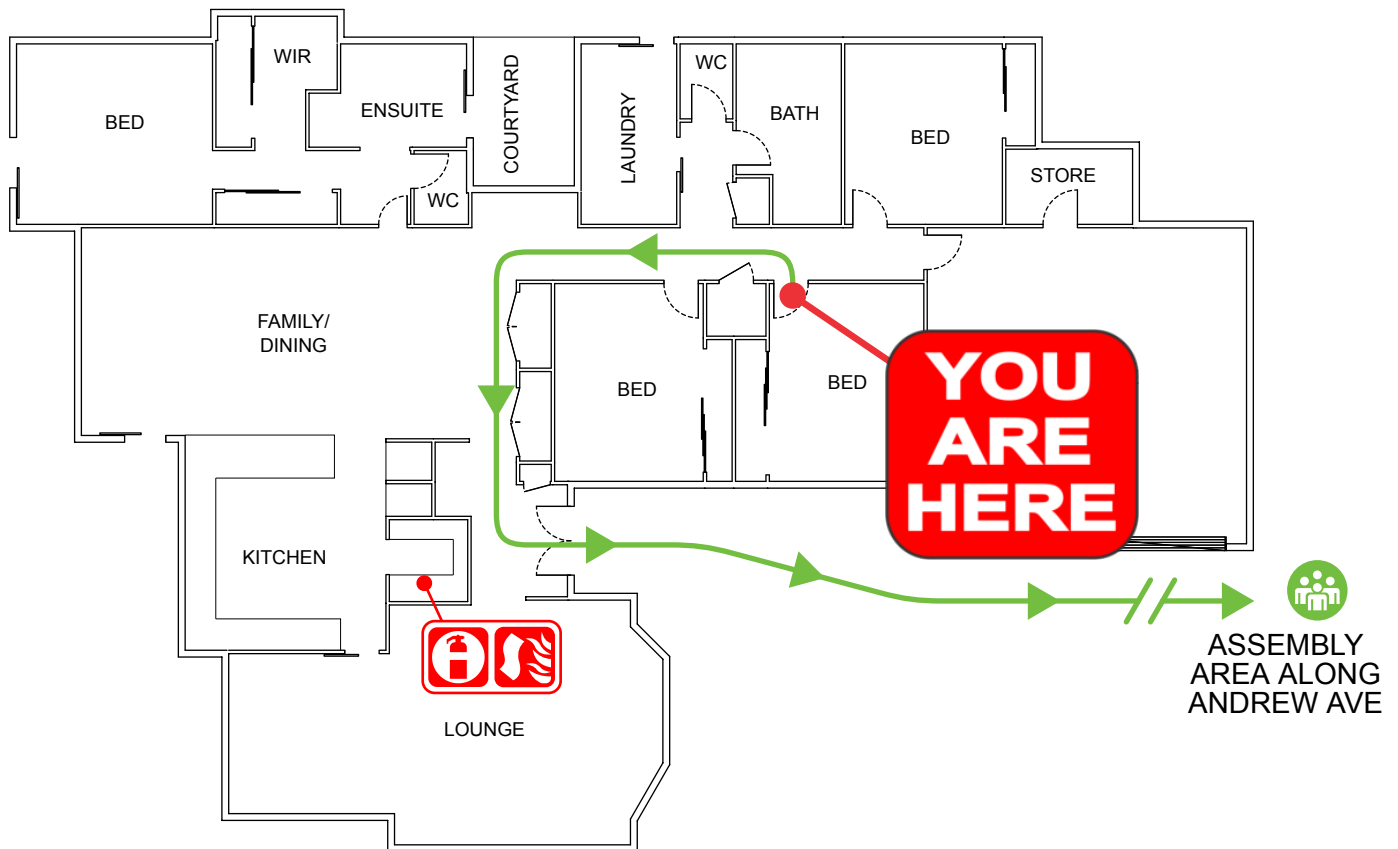 WIR
BED
ENSUITE
COURTYARD
LAUNDRY
WC
BATH
BED
STORE
WC
FAMILY/
DINING
BED
BED
YOU
ARE
HERE
KITCHEN
LOUNGE
ASSEMBLY
AREA ALONG
ANDREW AVE